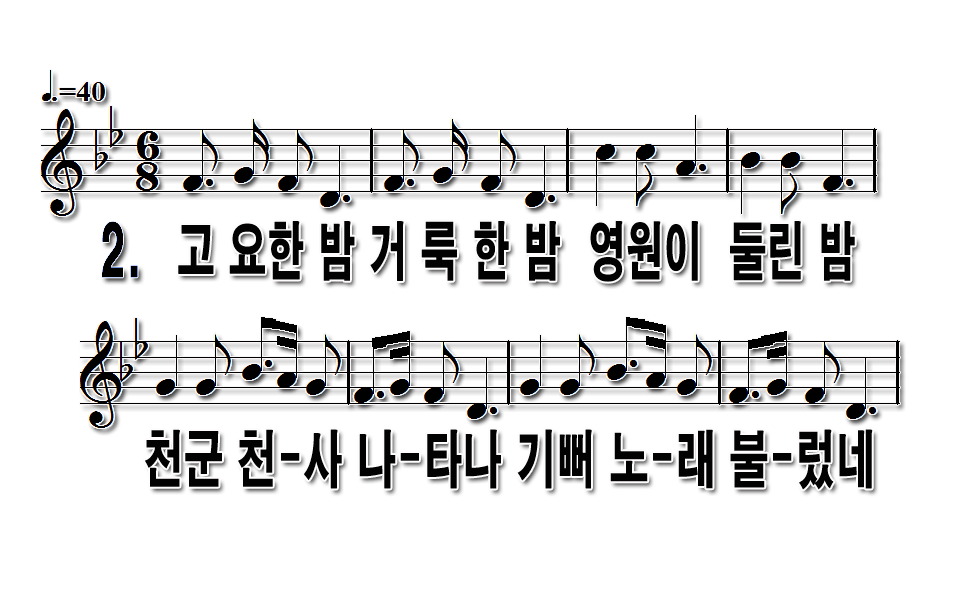 ♩.=40
6
8
2. 고 요한 밤 거 룩 한 밤 영원이 둘린 밤
천군 천-사 나-타나 기뻐 노-래 불-렀네